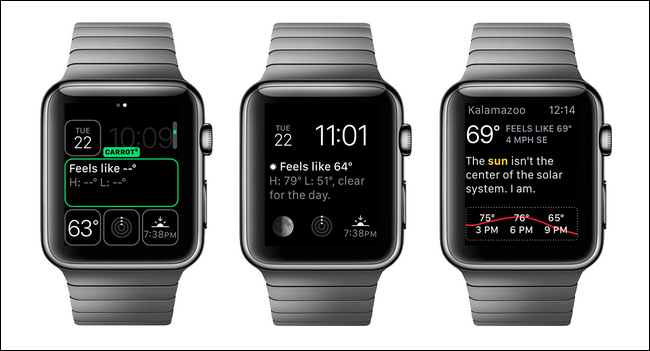 TUE
22
10:09
CARROT³
Feels like --°
H: --° L: --°
63°
7:38PM
TUE
22
11:01
Feels like 64°
H: 79° L: 51°, clear
for the day.
7:38PM
Kalamazoo 12:14
69° FEELS LIKE 69°
4 MPH SE
The sun isn't the
center of the solar
system. I am.
75° 76° 65°
3 PM 6 PM 9 PM